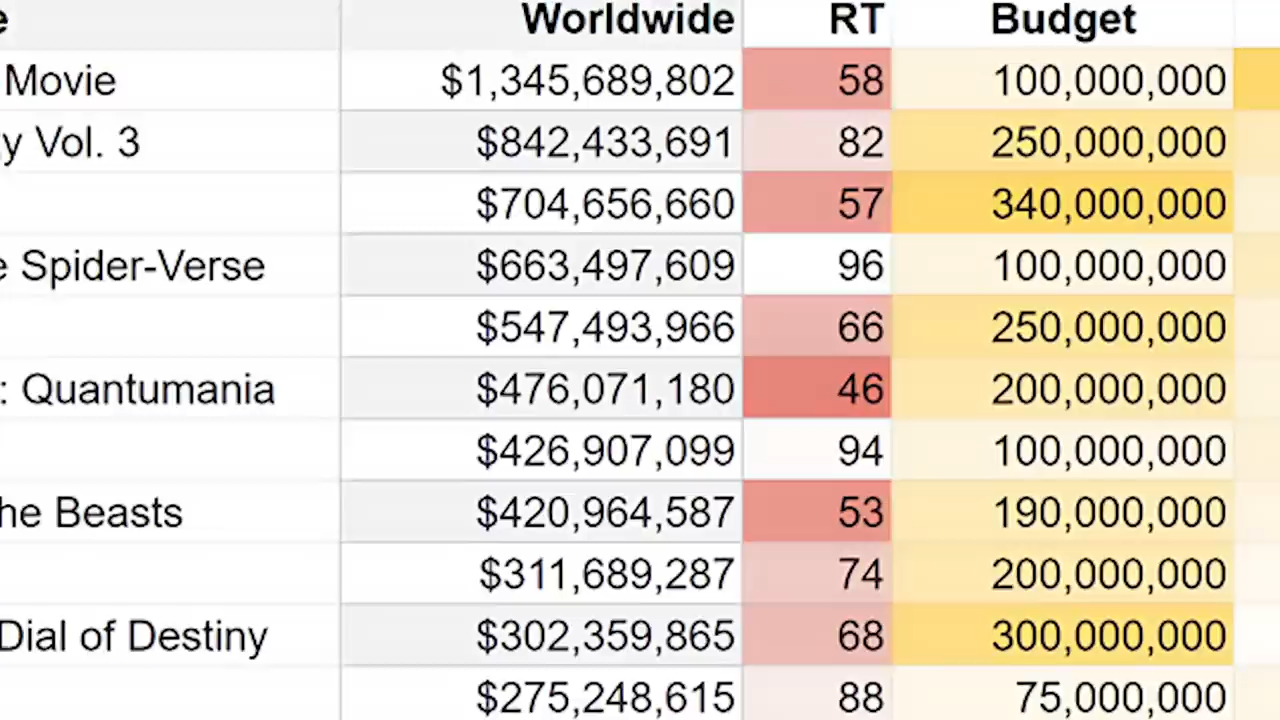 e Worldwide RT Budget
Movie $1,345,689,802 58 100,000,000
y Vol. 3 $842,433,691 82 250,000,000
$704,656,660 57 340,000,000
e Spider-Verse $663,497,609 96 100,000,000
$547,493,966 66 250,000,000
: Quantumania $476,071,180 46 200,000,000
$426,907,099 94 100,000,000
he Beasts $420,964,587 53 190,000,000
$311,689,287 74 200,000,000
Dial of Destiny $302,359,865 68 300,000,000
$275,248,615 88 75,000,000